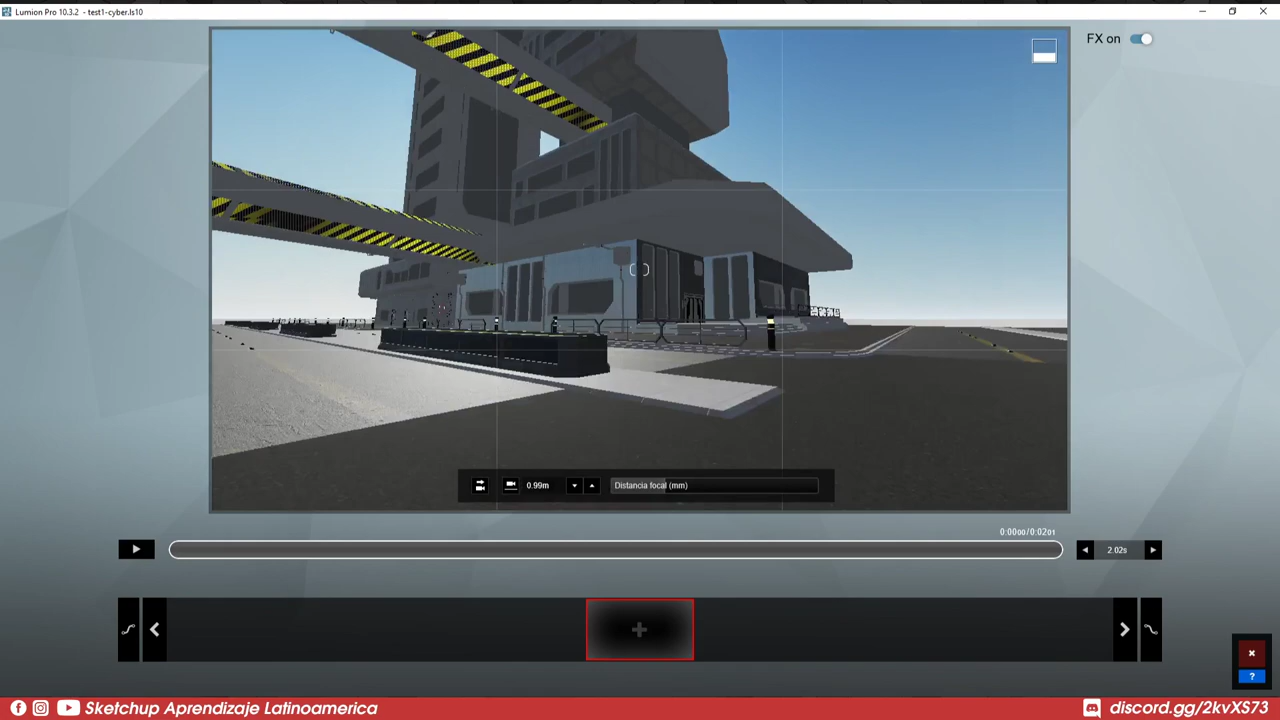 Lumion Pro 10.3.2 - test1-cyber.ls10
FX on
0.99m
Distancia focal (mm)
0:0000/0:0201
2.02s
?
Sketchup Aprendizaje Latinoamerica
discord.gg/2kvXS73